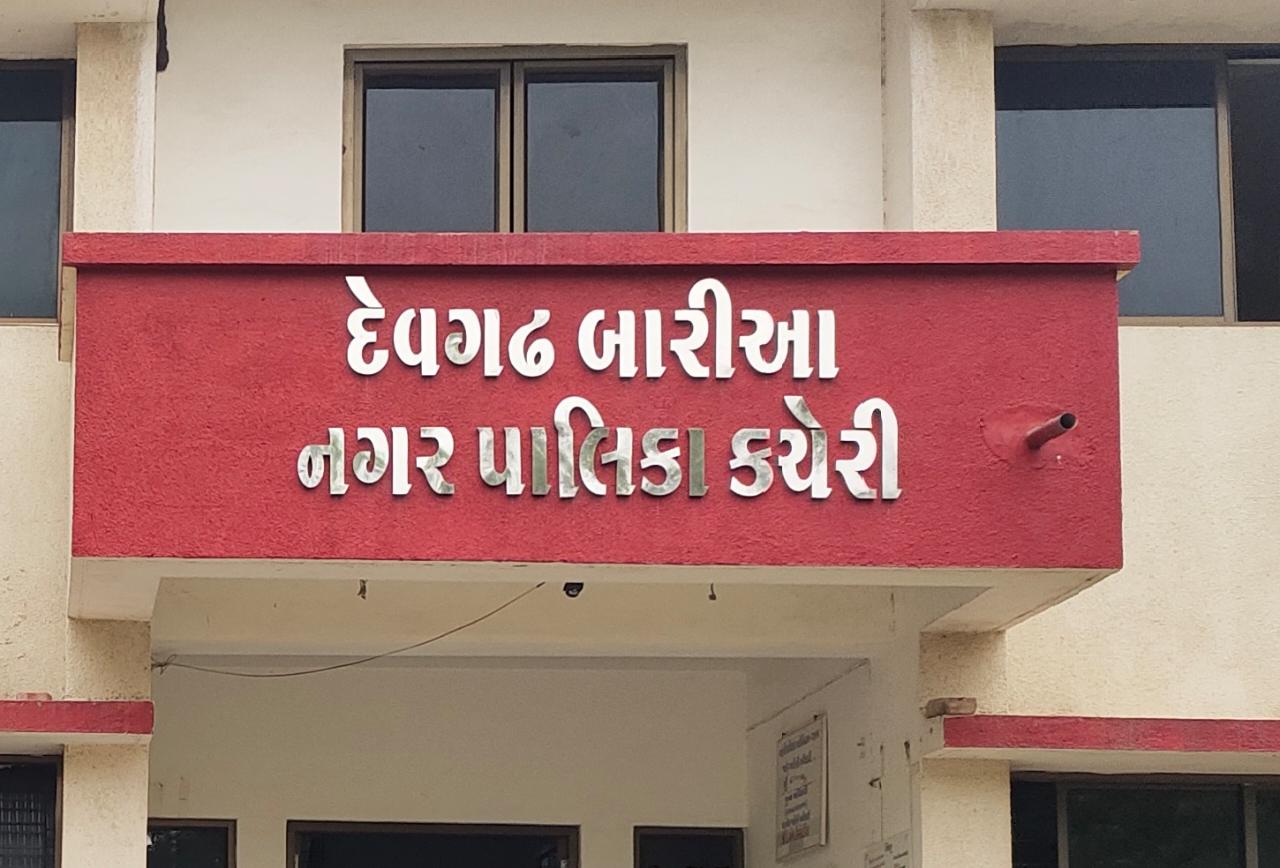 દેવગઢ બારીઆ
નગર પાલિકા કચેરી